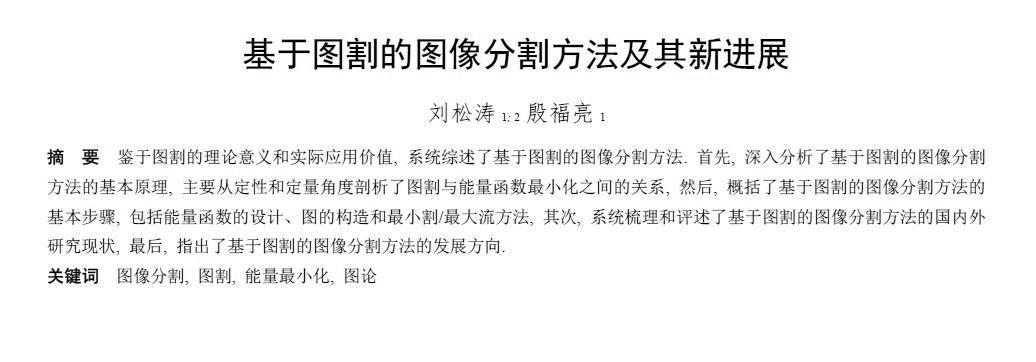 基于图割的图像分割方法及其新进展
刘松涛 1; 2 殷福亮 1
摘 要 鉴于图割的理论意义和实际应用价值, 系统综述了基于图割的图像分割方法. 首先, 深入分析了基于图割的图像分割
方法的基本原理, 主要从定性和定量角度剖析了图割与能量函数最小化之间的关系, 然后, 概括了基于图割的图像分割方法的
基本步骤, 包括能量函数的设计、图的构造和最小割/最大流方法, 其次, 系统梳理和评述了基于图割的图像分割方法的国内外
研究现状, 最后, 指出了基于图割的图像分割方法的发展方向.
关键词 图像分割, 图割, 能量最小化, 图论